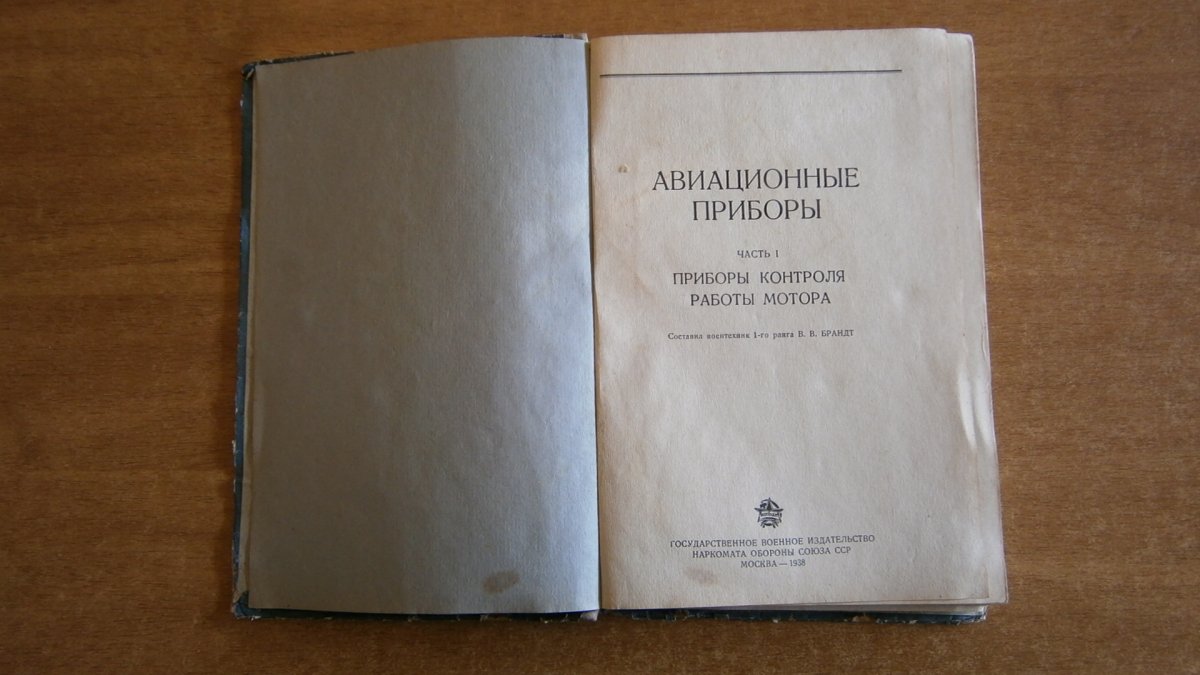 АВИАЦИОННЫЕ
ПРИБОРЫ
ЧАСТЬ I
ПРИБОРЫ КОНТРОЛЯ
РАБОТЫ МОТОРА
Составил воентехник 1-го ранга В. В. БРАНДТ
ГОСУДАРСТВЕННОЕ ВОЕННОЕ ИЗДАТЕЛЬСТВО
НАРКОМАТА ОБОРОНЫ СОЮЗА ССР
МОСКВА — 1938